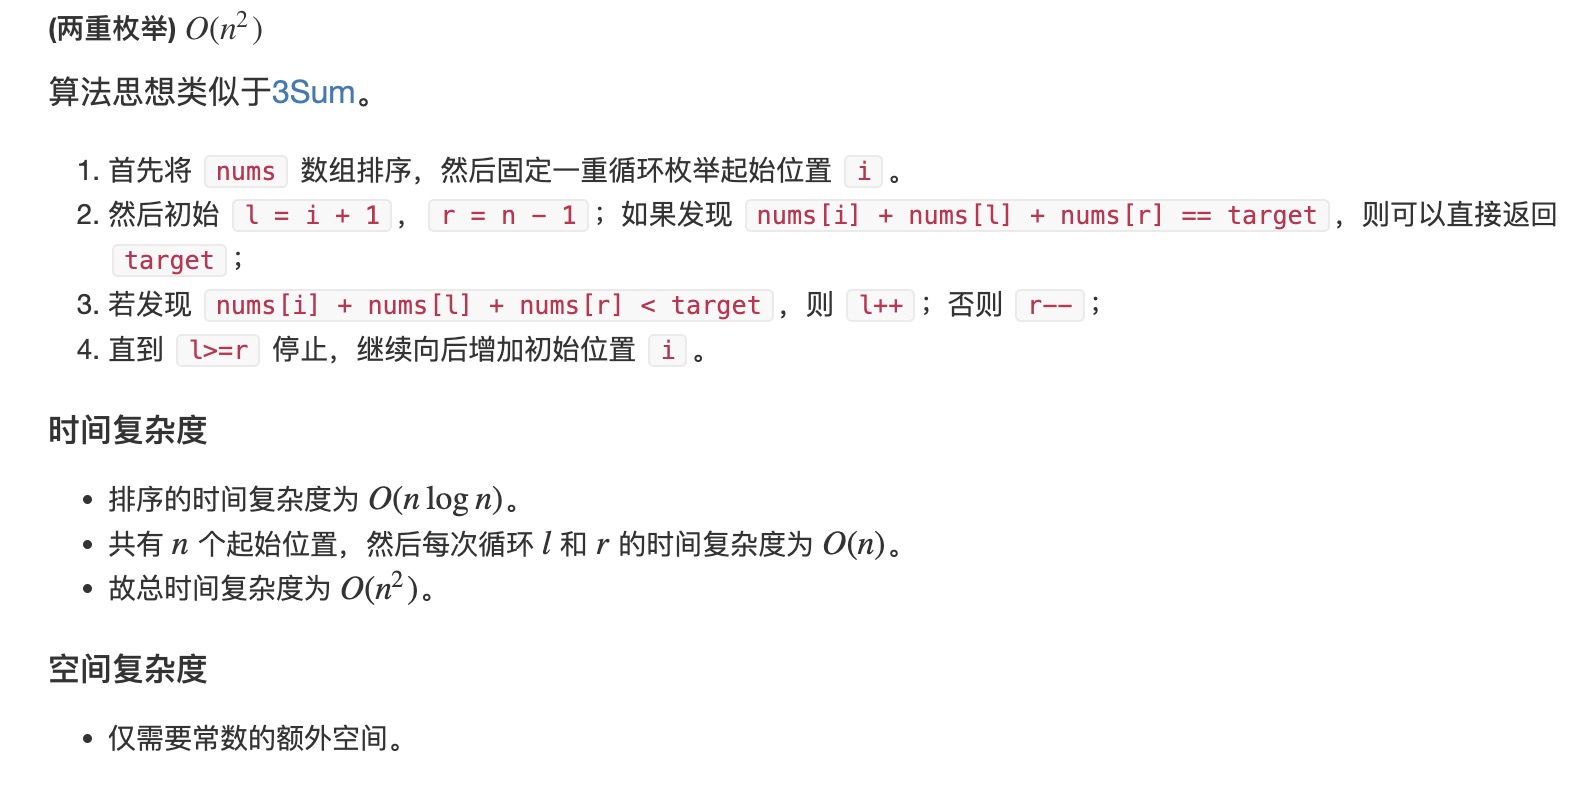 (两重枚举) O(n²)
算法思想类似于3Sum。
1. 首先将 nums 数组排序，然后固定一重循环枚举起始位置 i 。
2. 然后初始 l = i + 1 ， r = n - 1 ；如果发现 nums[i] + nums[l] + nums[r] == target ，则可以直接返回
target ；
3. 若发现 nums[i] + nums[l] + nums[r] < target ，则 l++ ；否则 r-- ；
4. 直到 l>=r 停止，继续向后增加初始位置 i 。
时间复杂度
• 排序的时间复杂度为 O(n log n)。
• 共有 n 个起始位置，然后每次循环 l 和 r 的时间复杂度为 O(n)。
• 故总时间复杂度为 O(n²)。
空间复杂度
• 仅需要常数的额外空间。